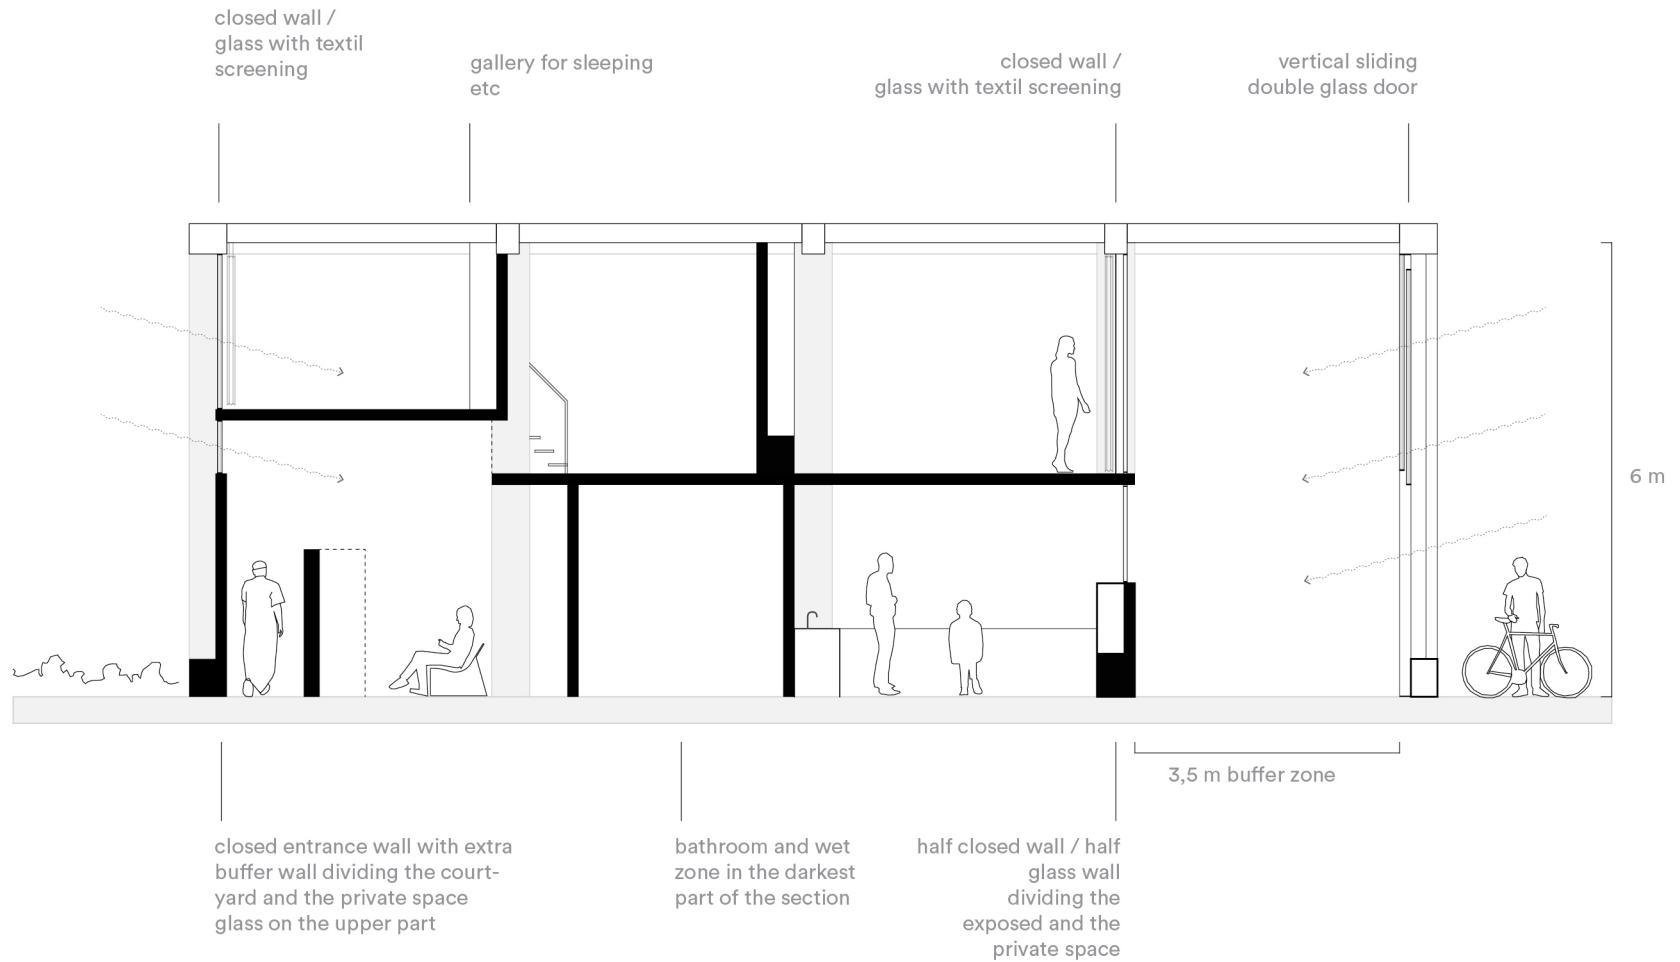 closed wall /
glass with textil
screening
gallery for sleeping
etc
closed wall /
glass with textil screening
vertical sliding
double glass door
6 m
3,5 m buffer zone
closed entrance wall with extra
buffer wall dividing the court-
yard and the private space
glass on the upper part
bathroom and wet
zone in the darkest
part of the section
half closed wall / half
glass wall
dividing the
exposed and the
private space